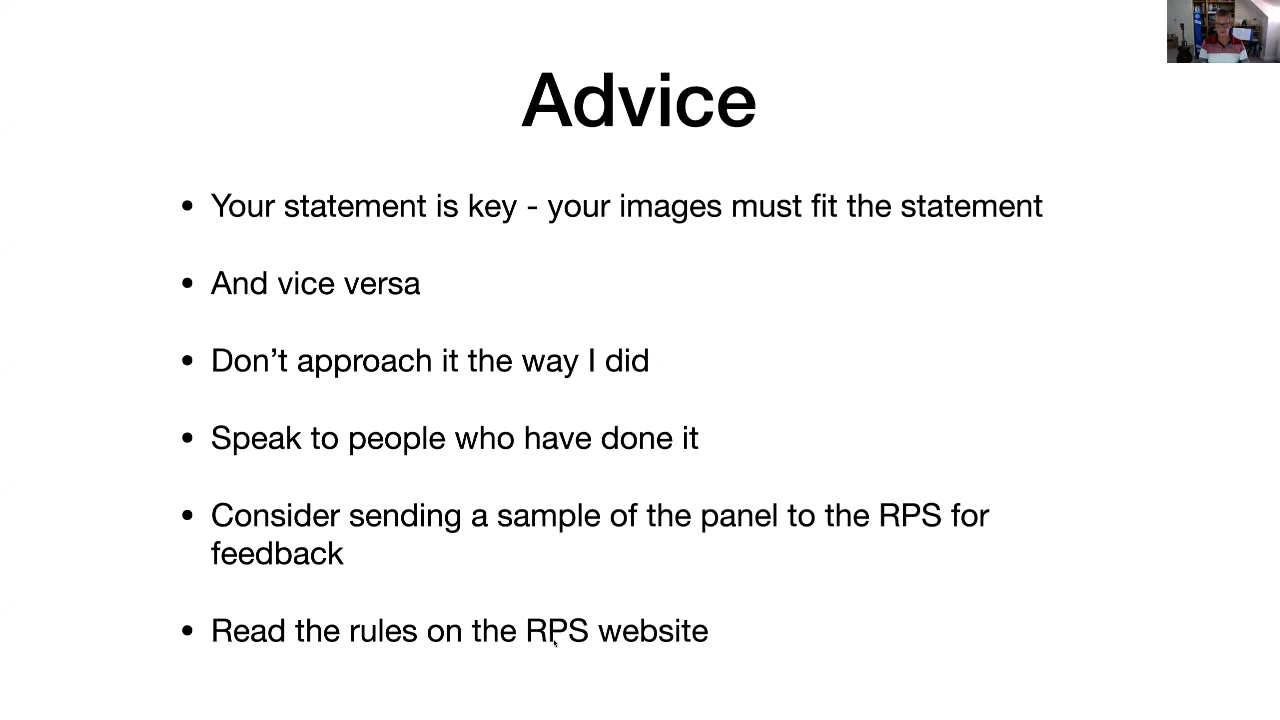 Advice
• Your statement is key - your images must fit the statement
• And vice versa
• Don’t approach it the way I did
• Speak to people who have done it
• Consider sending a sample of the panel to the RPS for
feedback
• Read the rules on the RPS website